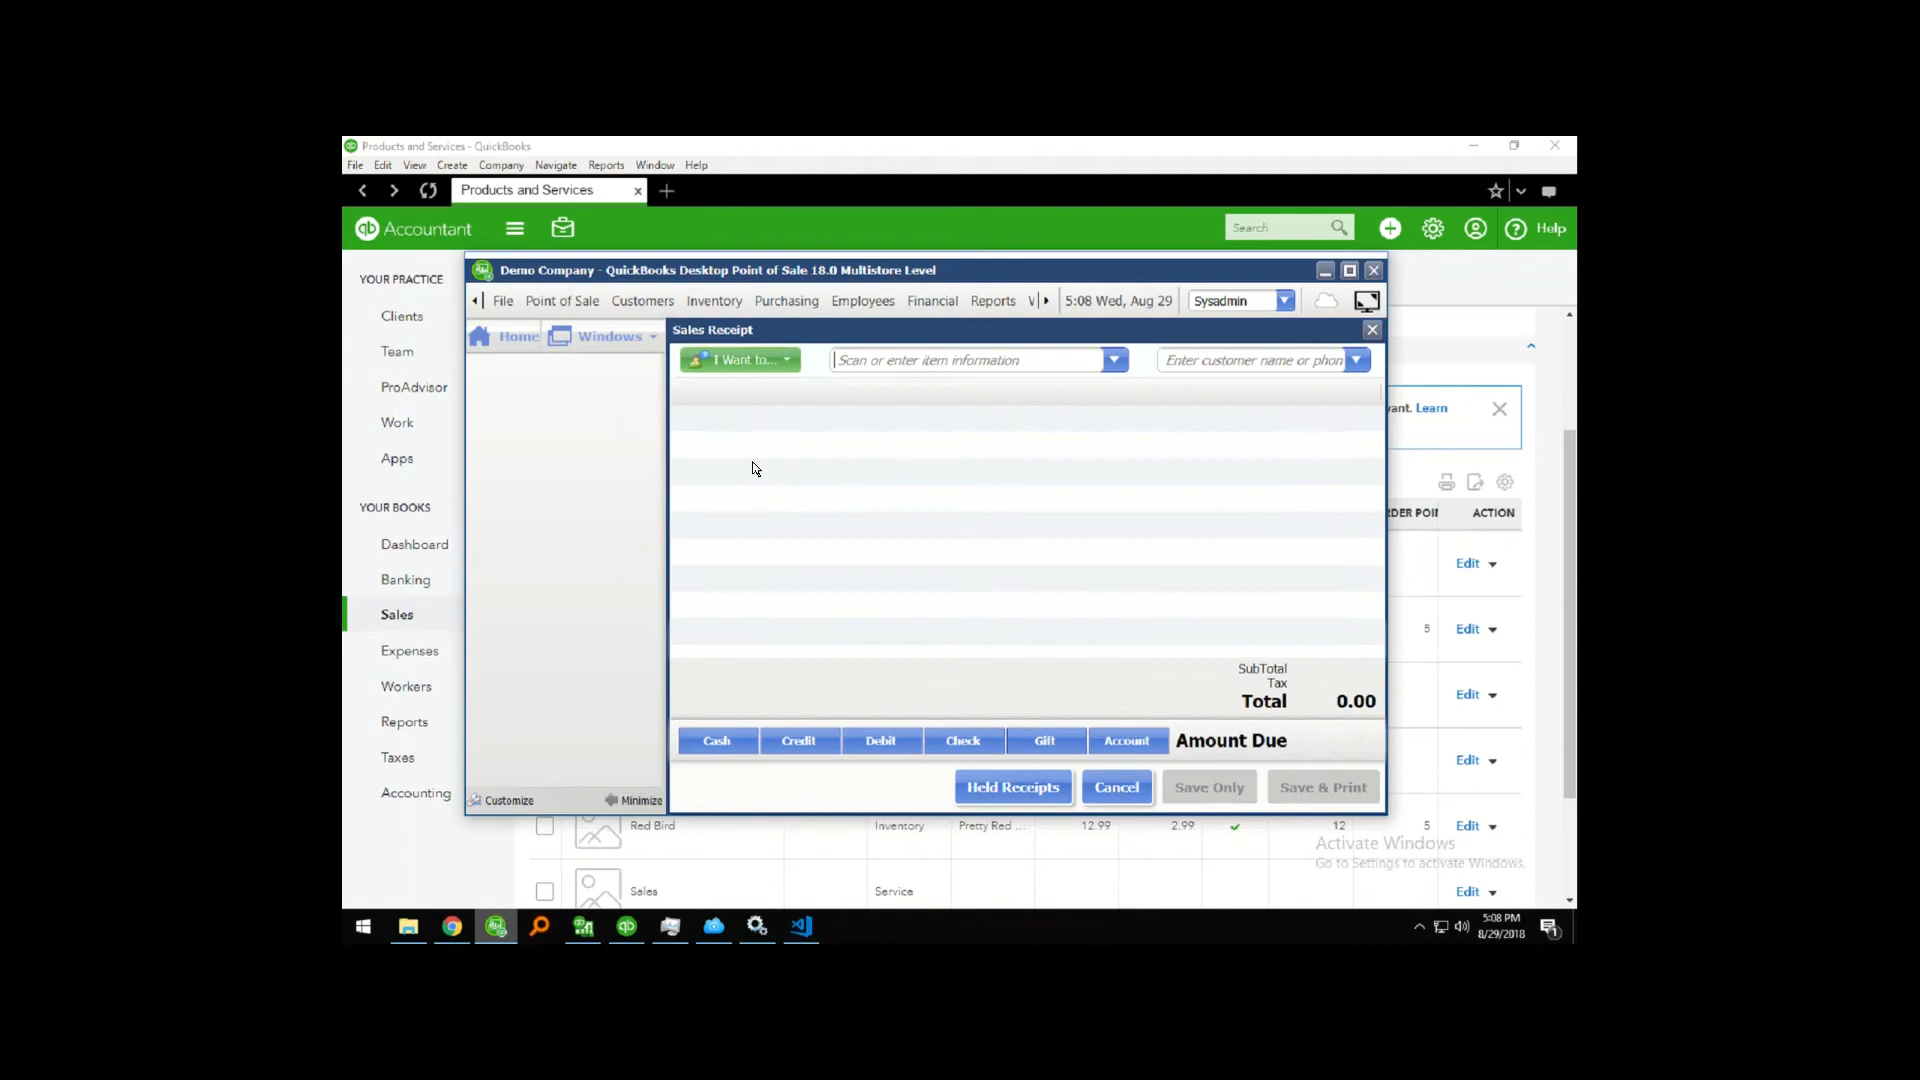 Products and Services - QuickBooks
File Edit View Create Company Navigate Reports Window Help
Products and Services x
qb Accountant
Search
Help
YOUR PRACTICE
Clients
Team
ProAdvisor
Work
Apps
YOUR BOOKS
Dashboard
Banking
Sales
Expenses
Workers
Reports
Taxes
Accounting
Demo Company - QuickBooks Desktop Point of Sale 18.0 Multistore Level
File Point of Sale Customers Inventory Purchasing Employees Financial Reports 5:08 Wed, Aug 29 Sysadmin
Home Windows
Sales Receipt
I Want to... Scan or enter item information Enter customer name or phon
SubTotal
Tax
Total 0.00
Cash Credit Debit Check Gift Account Amount Due
Held Receipts Cancel Save Only Save & Print
Customize Minimize
Learn
ACTION
Edit
5 Edit
Edit
Edit
Red Bird Inventory Pretty Red ... 12.99 2.99 12 5 Edit
Activate Windows
Go to Settings to activate Windows.
Sales Service Edit
5:08 PM
8/29/2018
1